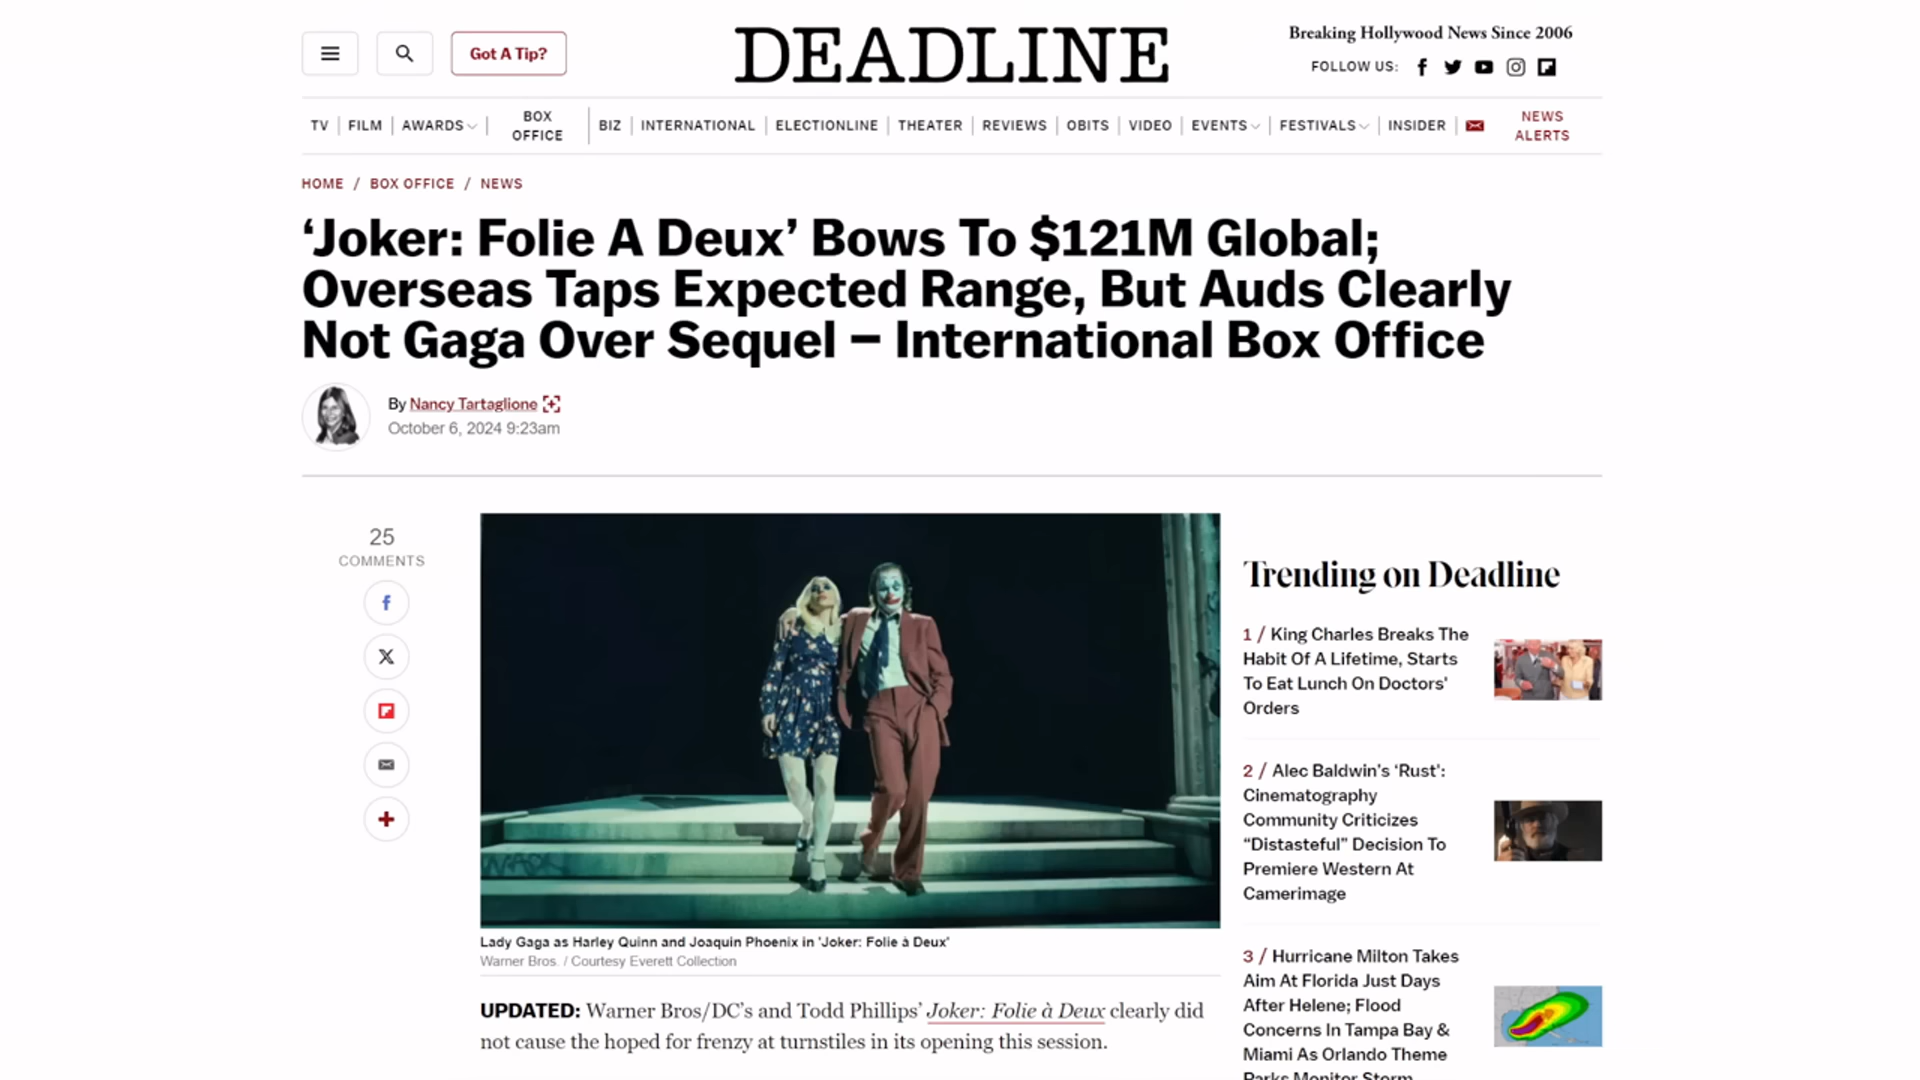 Got A Tip?
DEADLINE
Breaking Hollywood News Since 2006
FOLLOW US:
TV
FILM
AWARDS
BOX
OFFICE
BIZ
INTERNATIONAL
ELECTIONLINE
THEATER
REVIEWS
OBITS
VIDEO
EVENTS
FESTIVALS
INSIDER
NEWS
ALERTS
HOME / BOX OFFICE / NEWS
‘Joker: Folie A Deux’ Bows To $121M Global;
Overseas Taps Expected Range, But Auds Clearly
Not Gaga Over Sequel – International Box Office
By Nancy Tartaglione
October 6, 2024 9:23am
25
COMMENTS
Lady Gaga as Harley Quinn and Joaquin Phoenix in 'Joker: Folie à Deux'
Warner Bros. / Courtesy Everett Collection
UPDATED: Warner Bros/DC’s and Todd Phillips’ Joker: Folie à Deux clearly did
not cause the hoped for frenzy at turnstiles in its opening this session.
Trending on Deadline
1 / King Charles Breaks The
Habit Of A Lifetime, Starts
To Eat Lunch On Doctors'
Orders
2 / Alec Baldwin’s ‘Rust’:
Cinematography
Community Criticizes
“Distasteful” Decision To
Premiere Western At
Camerimage
3 / Hurricane Milton Takes
Aim At Florida Just Days
After Helene; Flood
Concerns In Tampa Bay &
Miami As Orlando Theme
Parks Monitor Storm